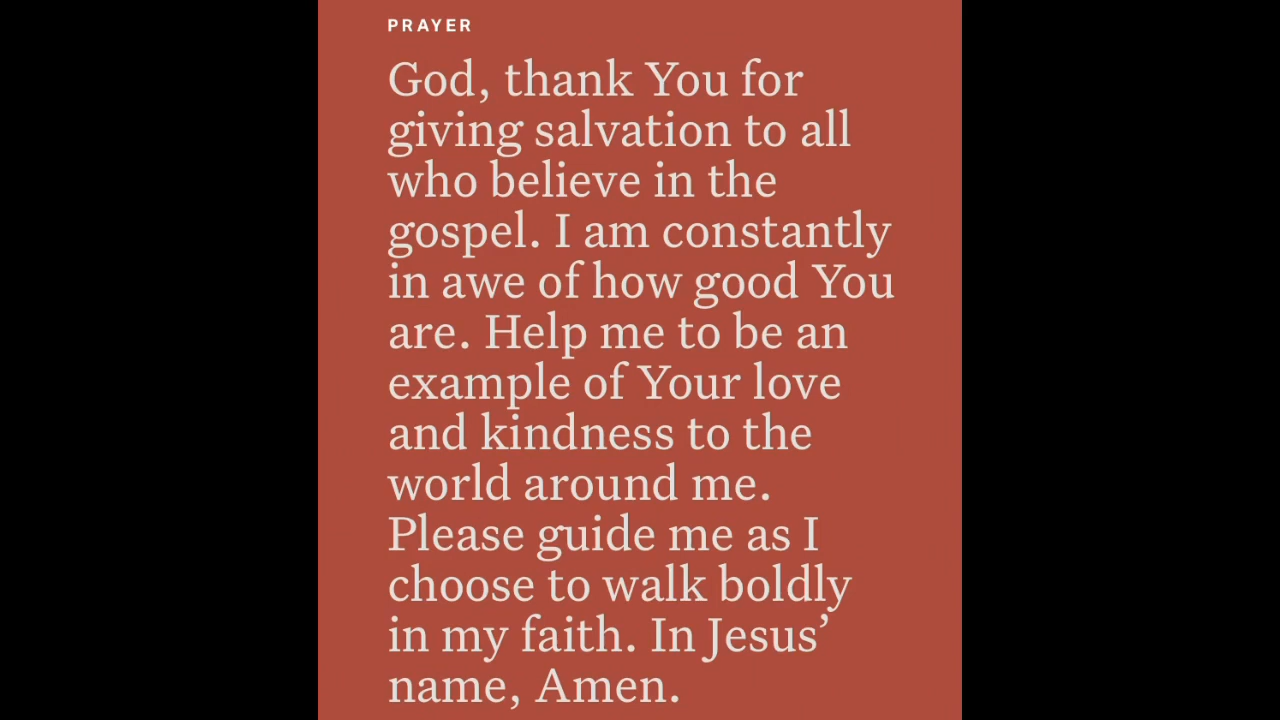 PRAYER
God, thank You for
giving salvation to all
who believe in the
gospel. I am constantly
in awe of how good You
are. Help me to be an
example of Your love
and kindness to the
world around me.
Please guide me as I
choose to walk boldly
in my faith. In Jesus’
name, Amen.